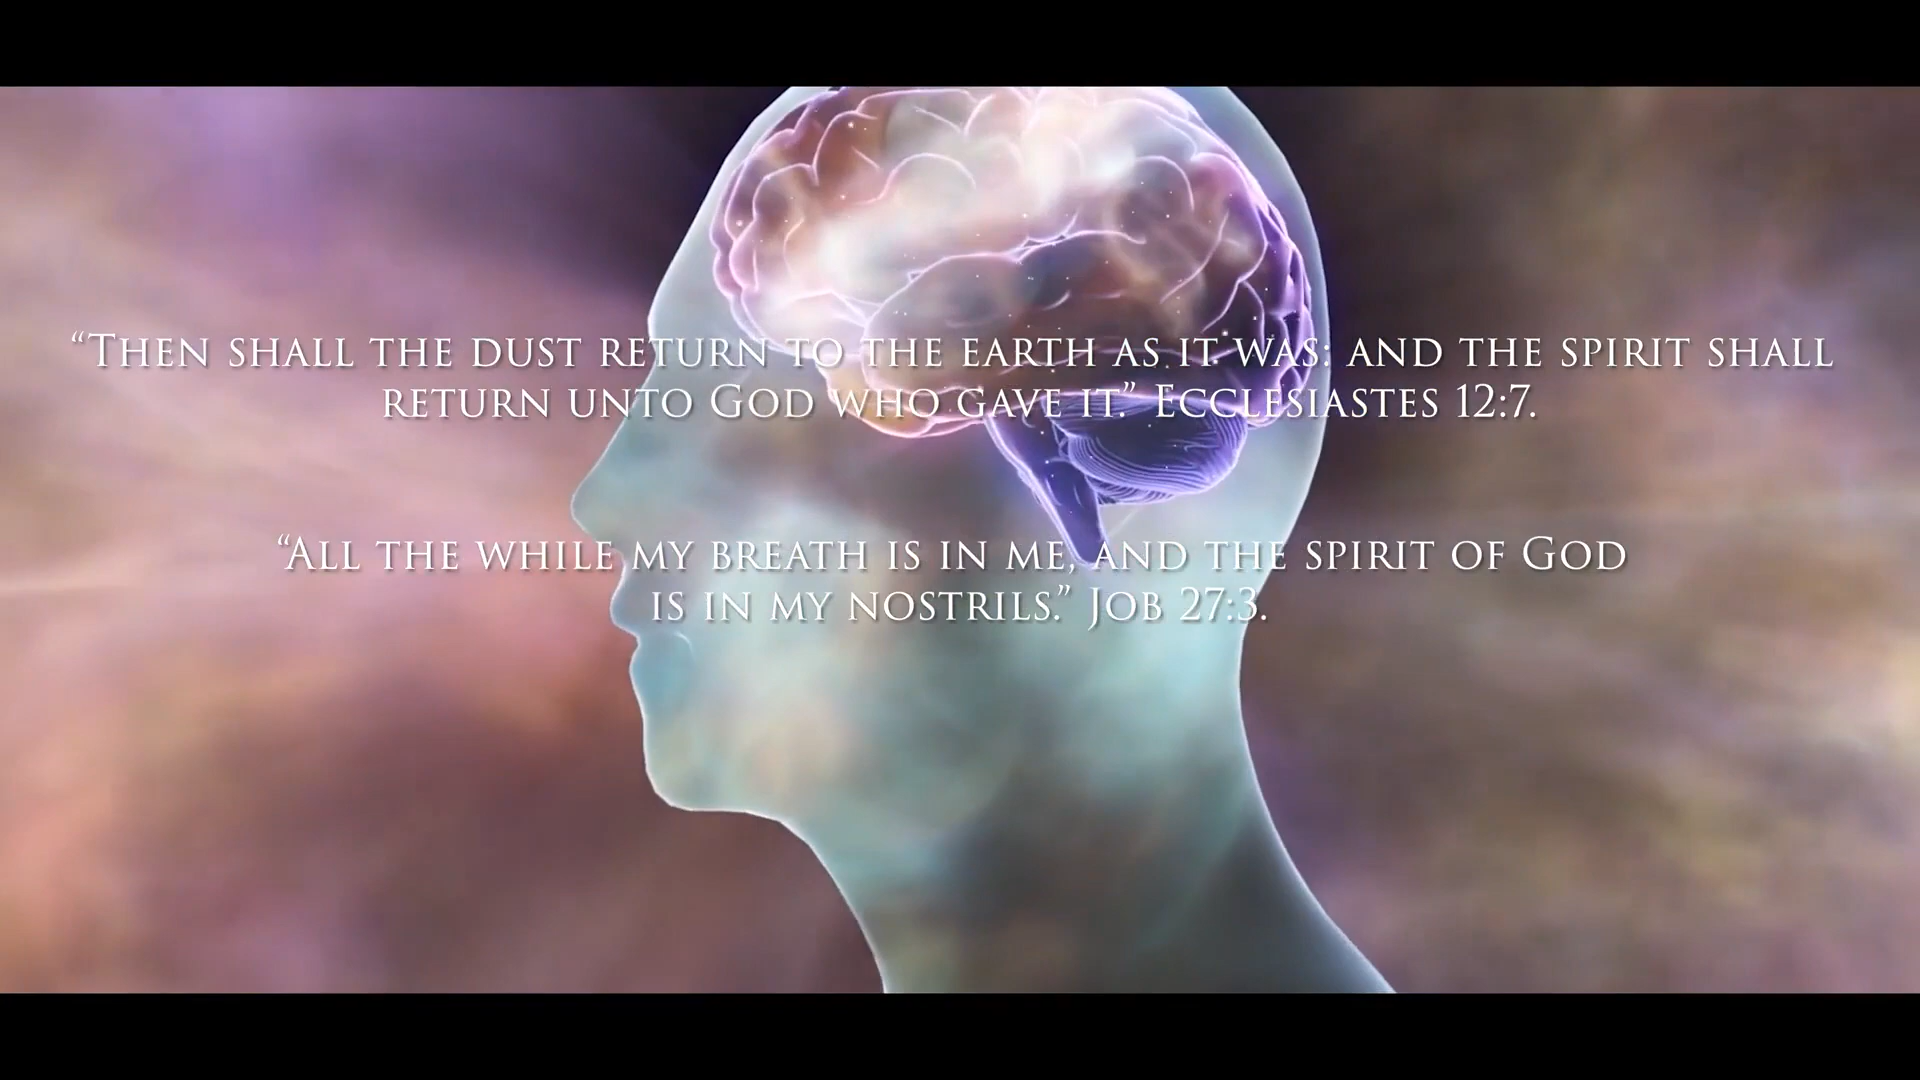 “Then shall the dust return to the earth as it was: and the spirit shall
return unto God who gave it.” Ecclesiastes 12:7.
“All the while my breath is in me, and the spirit of God
is in my nostrils.” Job 27:3.